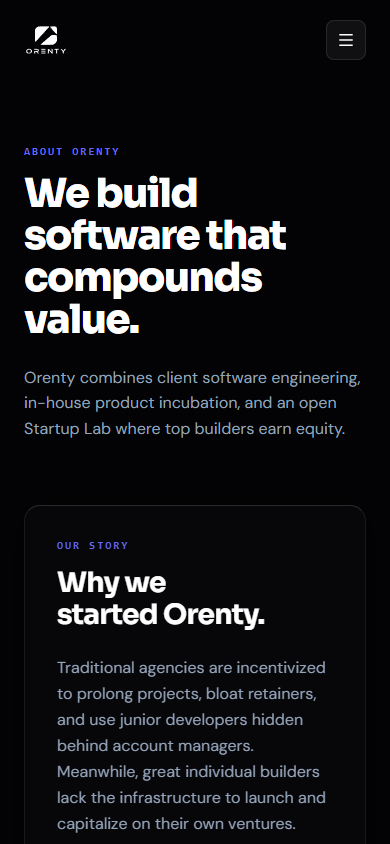 ORENTY
ABOUT ORENTY
We build
software that
compounds
value.
Orenty combines client software engineering,
in-house product incubation, and an open
Startup Lab where top builders earn equity.
OUR STORY
Why we
started Orenty.
Traditional agencies are incentivized
to prolong projects, bloat retainers,
and use junior developers hidden
behind account managers.
Meanwhile, great individual builders
lack the infrastructure to launch and
capitalize on their own ventures.